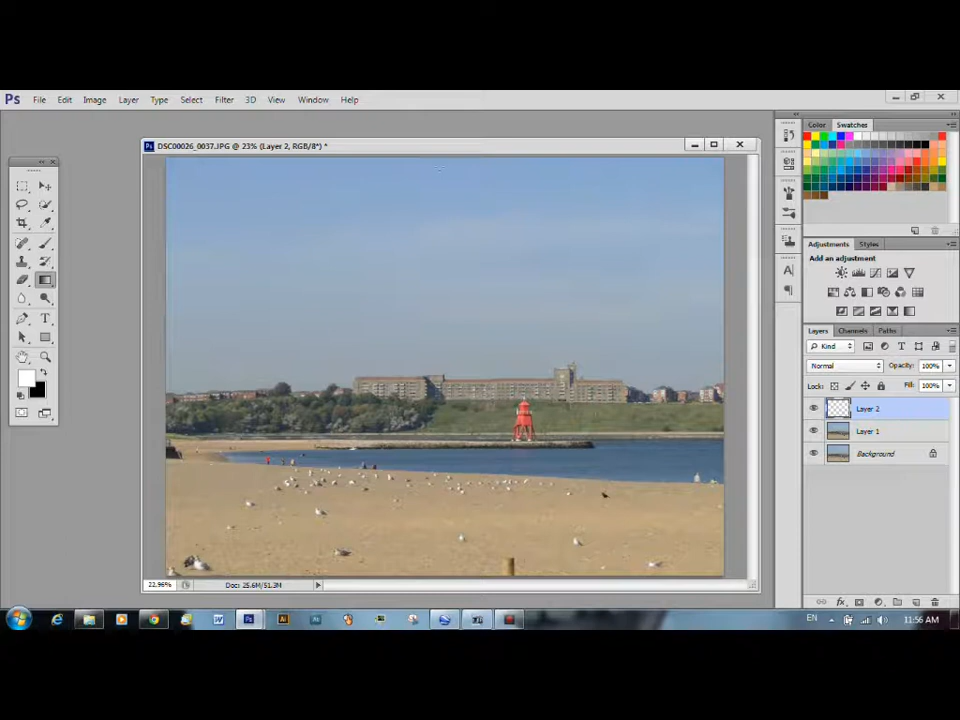 Ps File Edit Image Layer Type Select Filter 3D View Window Help
DSC00026_0037.JPG @ 23% (Layer 2, RGB/8*) *
Color Swatches
Adjustments Styles
Add an adjustment
Layers Channels Paths
Kind
Normal Opacity: 100%
Lock: Fill: 100%
Layer 2
Layer 1
Background
22.96% Doc: 25.6M/51.3M
fx
EN 11:56 AM